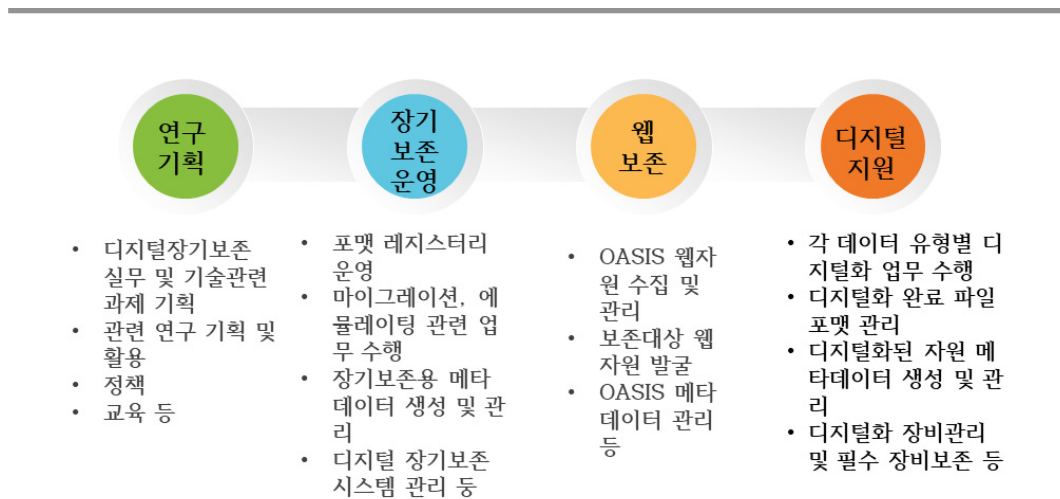 연구
기획
장기
보존
운영
웹
보존
디지털
지원
• 디지털장기보존
실무 및 기술관련
과제 기획
• 관련 연구 기획 및
활용
• 정책
• 교육 등
• 포맷 레지스터리
운영
• 마이그레이션, 에
뮬레이팅 관련 업
무 수행
• 장기보존용 메타
데이터 생성 및 관
리
• 디지털 장기보존
시스템 관리 등
• OASIS 웹자
원 수집 및
관리
• 보존대상 웹
자원 발굴
• OASIS 메타
데이터 관리
등
• 각 데이터 유형별 디
지털화 업무 수행
• 디지털화 완료 파일
포맷 관리
• 디지털화된 자원 메
타데이터 생성 및 관
리
• 디지털화 장비관리
및 필수 장비보존 등